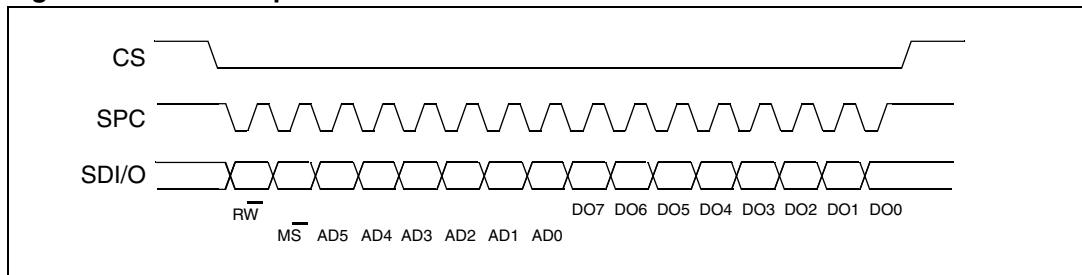 CS
SPC
SDI/O
RW
DO7 DO6 DO5 DO4 DO3 DO2 DO1 DO0
MS AD5 AD4 AD3 AD2 AD1 AD0